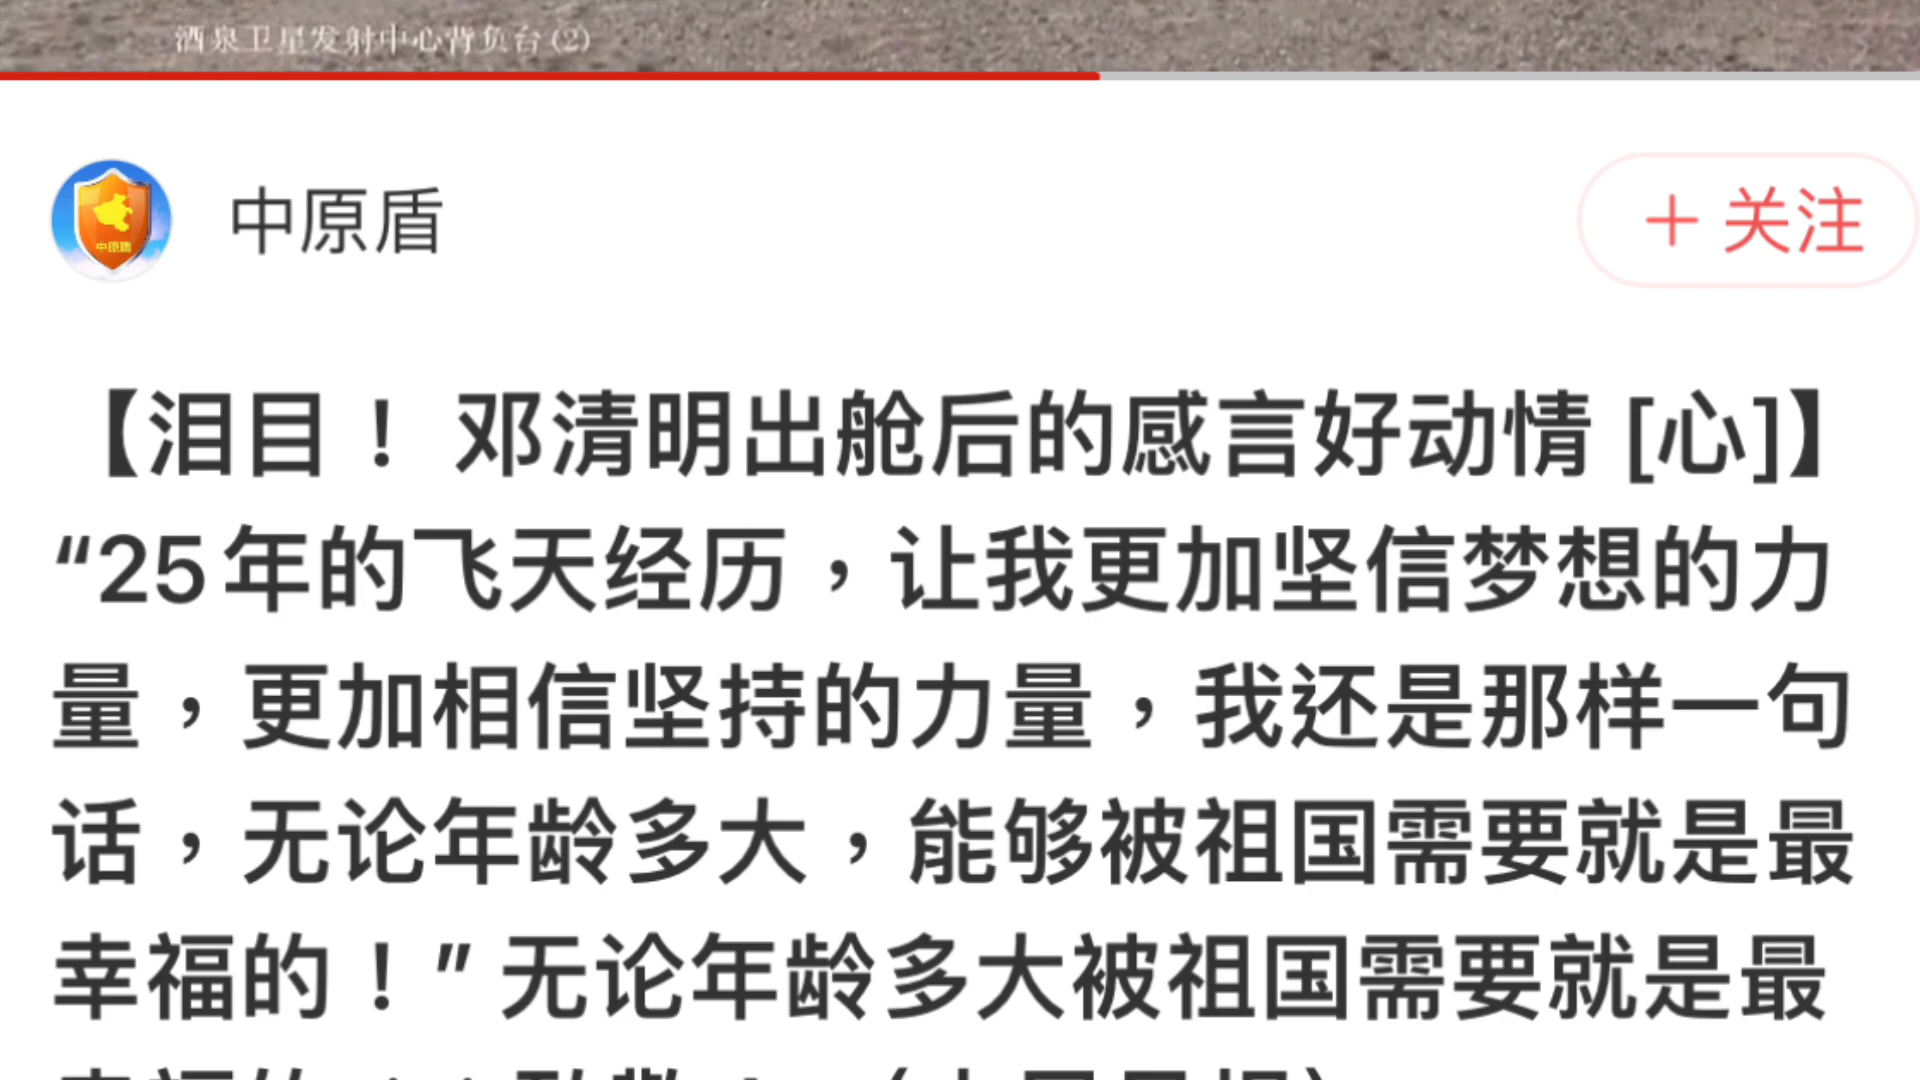 酒泉卫星发射中心背负台(2)
中原盾
中原盾
+ 关注
【泪目！ 邓清明出舱后的感言好动情 [心]】
“25年的飞天经历，让我更加坚信梦想的力
量，更加相信坚持的力量，我还是那样一句
话，无论年龄多大，能够被祖国需要就是最
幸福的！” 无论年龄多大被祖国需要就是最